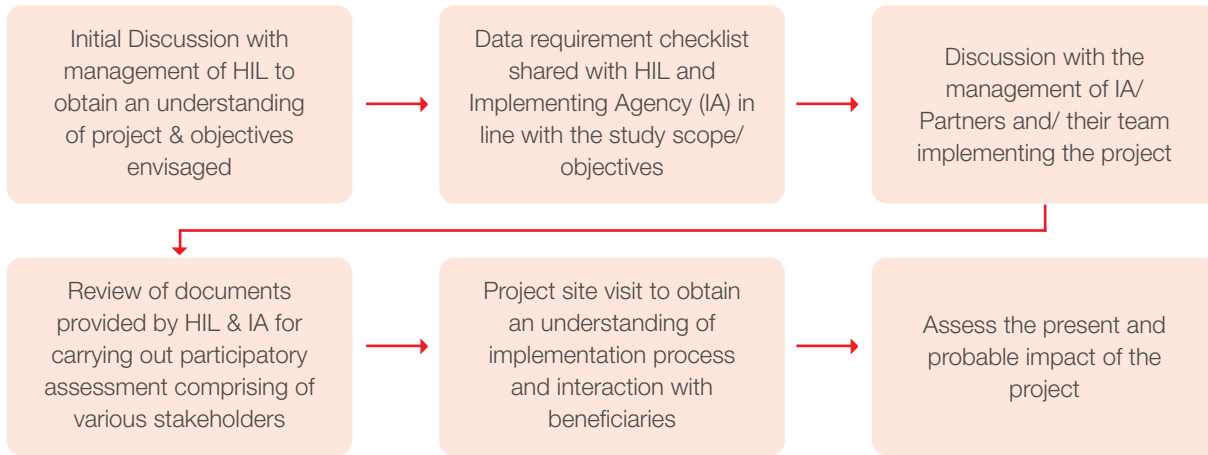 Initial Discussion with
management of HIL to
obtain an understanding
of project & objectives
envisaged
Data requirement checklist
shared with HIL and
Implementing Agency (IA) in
line with the study scope/
objectives
Discussion with the
management of IA/
Partners and/ their team
implementing the project
Review of documents
provided by HIL & IA for
carrying out participatory
assessment comprising of
various stakeholders
Project site visit to obtain
an understanding of
implementation process
and interaction with
beneficiaries
Assess the present and
probable impact of the
project